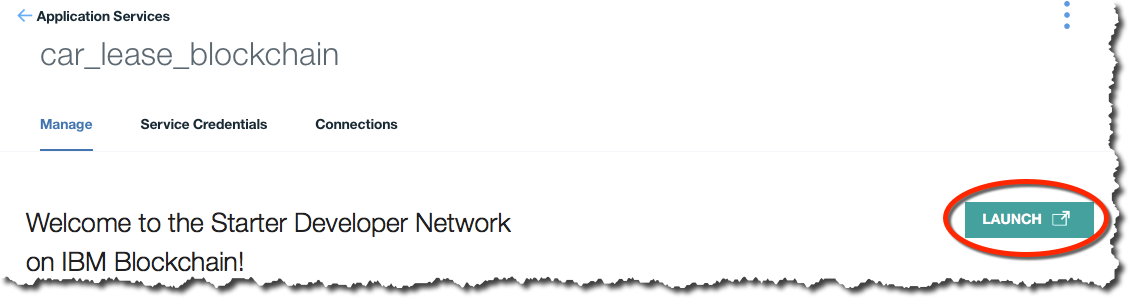 Application Services
car_lease_blockchain
Manage Service Credentials Connections
Welcome to the Starter Developer Network
on IBM Blockchain!
LAUNCH